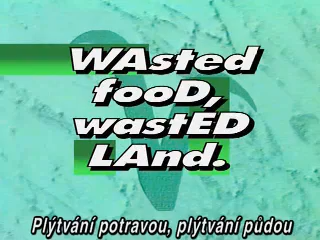 WAsted
fooD,
wastED
LAnd.
Plýtvání potravou, plýtvání půdou